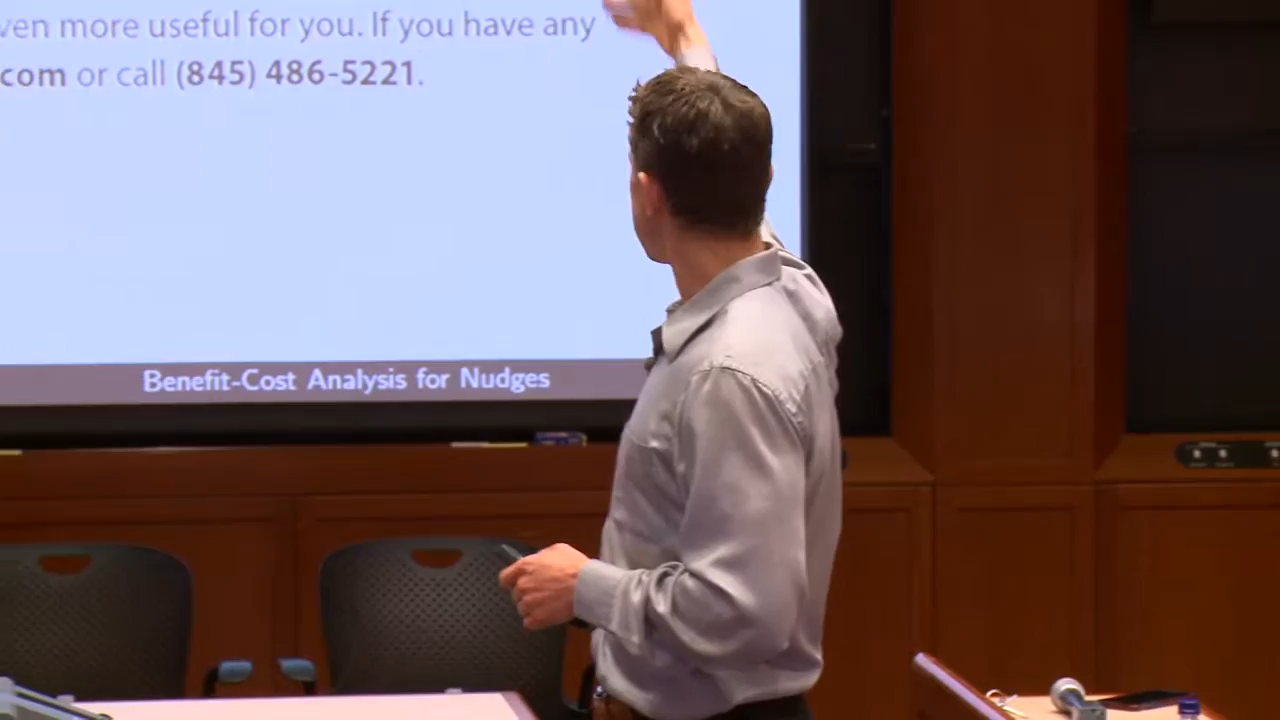 ven more useful for you. If you have any
.com or call (845) 486-5221.
Benefit-Cost Analysis for Nudges